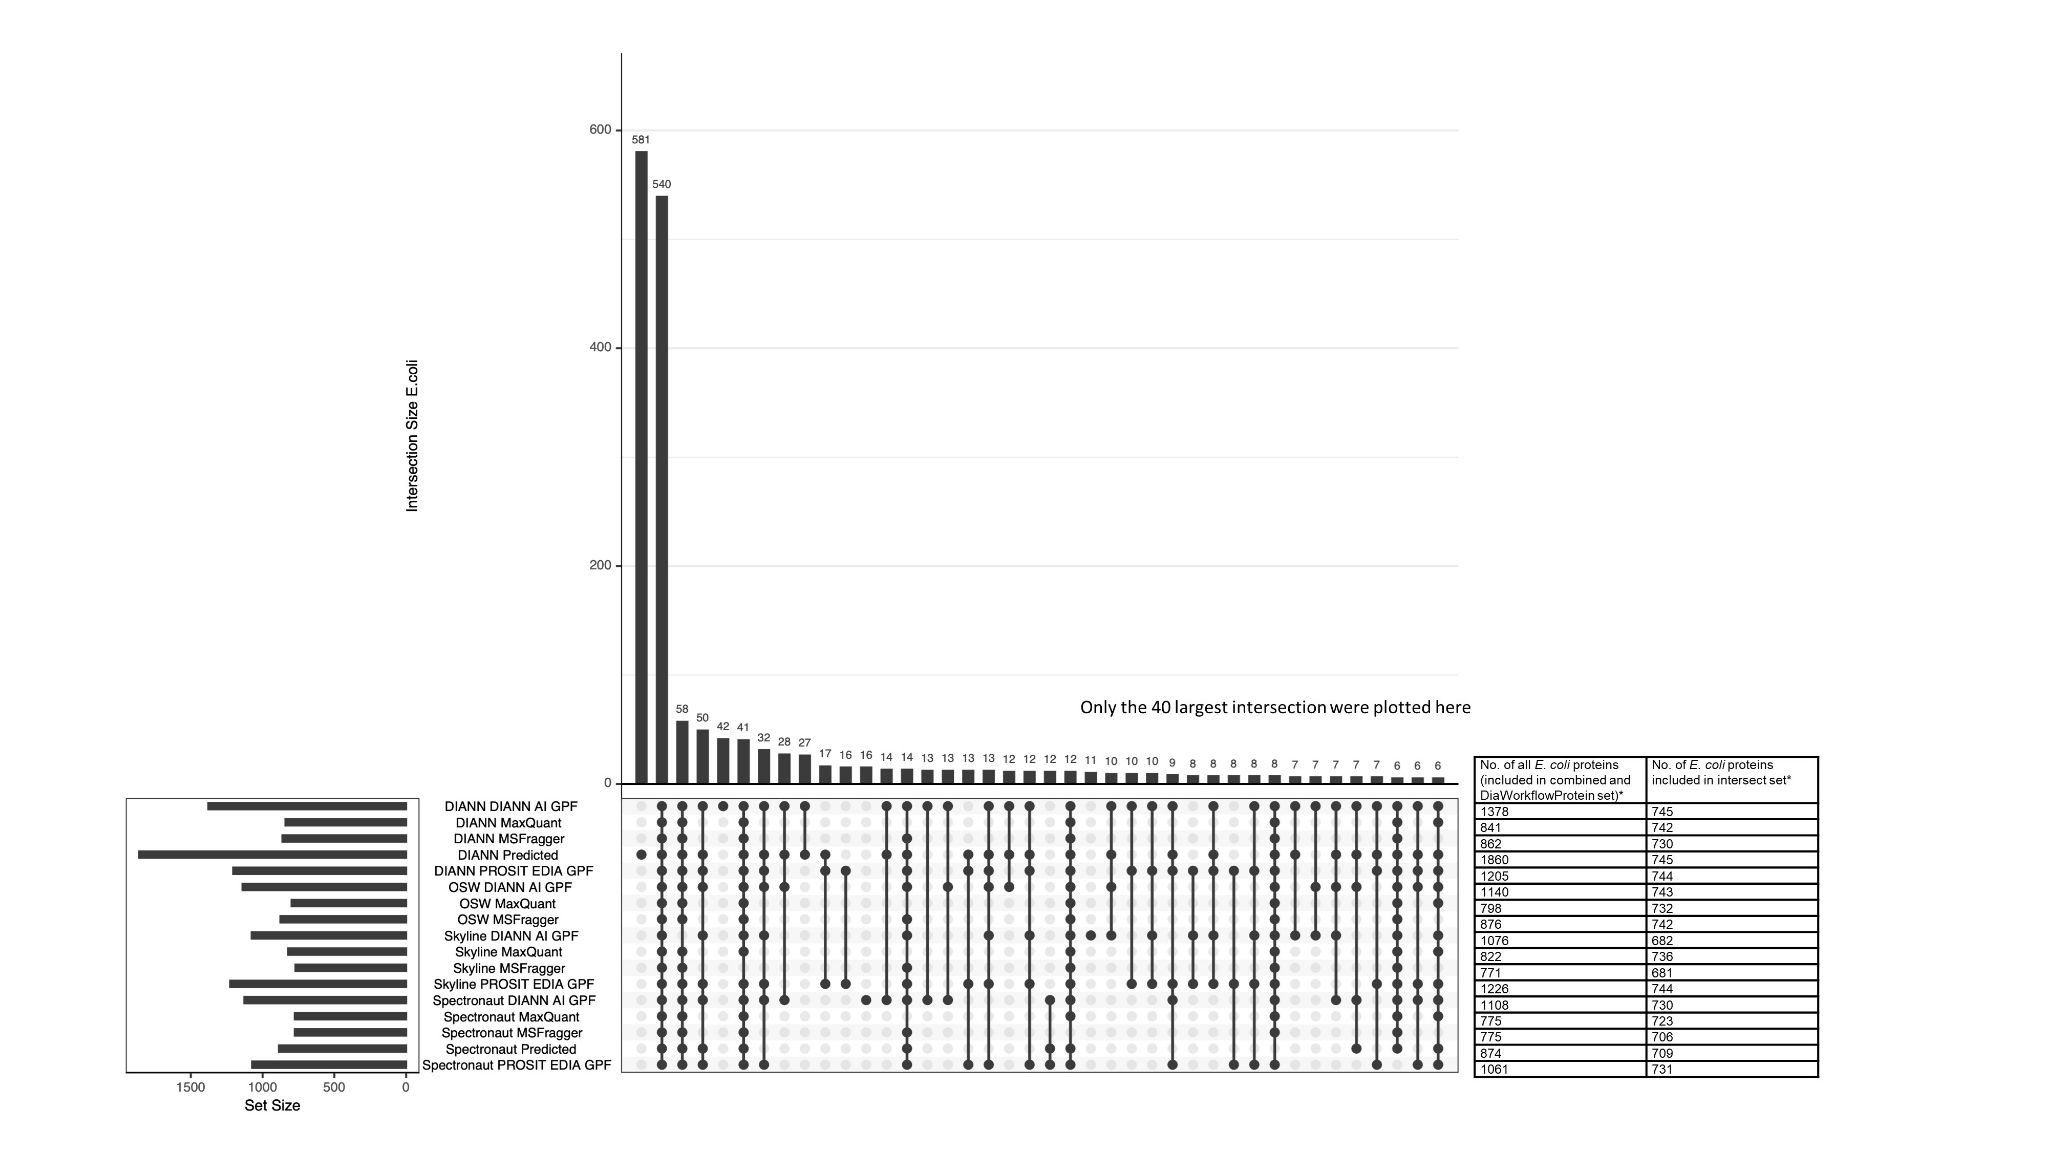 600
581
540
400
Intersection Size E.coli
200
Only the 40 largest intersection were plotted here
58 50 42 41 32 28 27 17 16 16 14 14 13 13 13 13 12 12 12 12 11 10 10 10 9 8 8 8 8 8 7 7 7 7 7 6 6 6
0
No. of all E. coli proteins
(included in combined and
DiaWorkflowProtein set)*
No. of E. coli proteins
included in intersect set*
DIANN DIANN AI GPF 1378 745
DIANN MaxQuant 841 742
DIANN MSFragger 862 730
DIANN Predicted 1860 745
DIANN PROSIT EDIA GPF 1205 744
OSW DIANN AI GPF 1140 743
OSW MaxQuant 798 732
OSW MSFragger 876 742
Skyline DIANN AI GPF 1076 682
Skyline MaxQuant 822 736
Skyline MSFragger 771 681
Skyline PROSIT EDIA GPF 1226 744
Spectronaut DIANN AI GPF 1108 730
Spectronaut MaxQuant 775 723
Spectronaut MSFragger 775 706
Spectronaut Predicted 874 709
Spectronaut PROSIT EDIA GPF 1061 731
1500 1000 500 0
Set Size